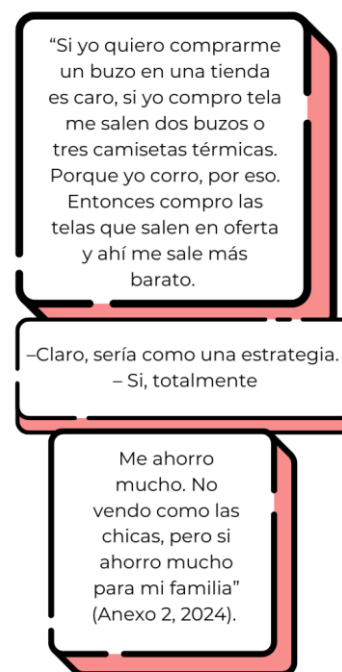 “Si yo quiero comprarme
un buzo en una tienda
es caro, si yo compro tela
me salen dos buzos o
tres camisetas térmicas.
Porque yo corro, por eso.
Entonces compro las
telas que salen en oferta
y ahí me sale más
barato.
–Claro, sería como una estrategia.
– Si, totalmente
Me ahorro
mucho. No
vendo como las
chicas, pero si
ahorro mucho
para mi familia”
(Anexo 2, 2024).